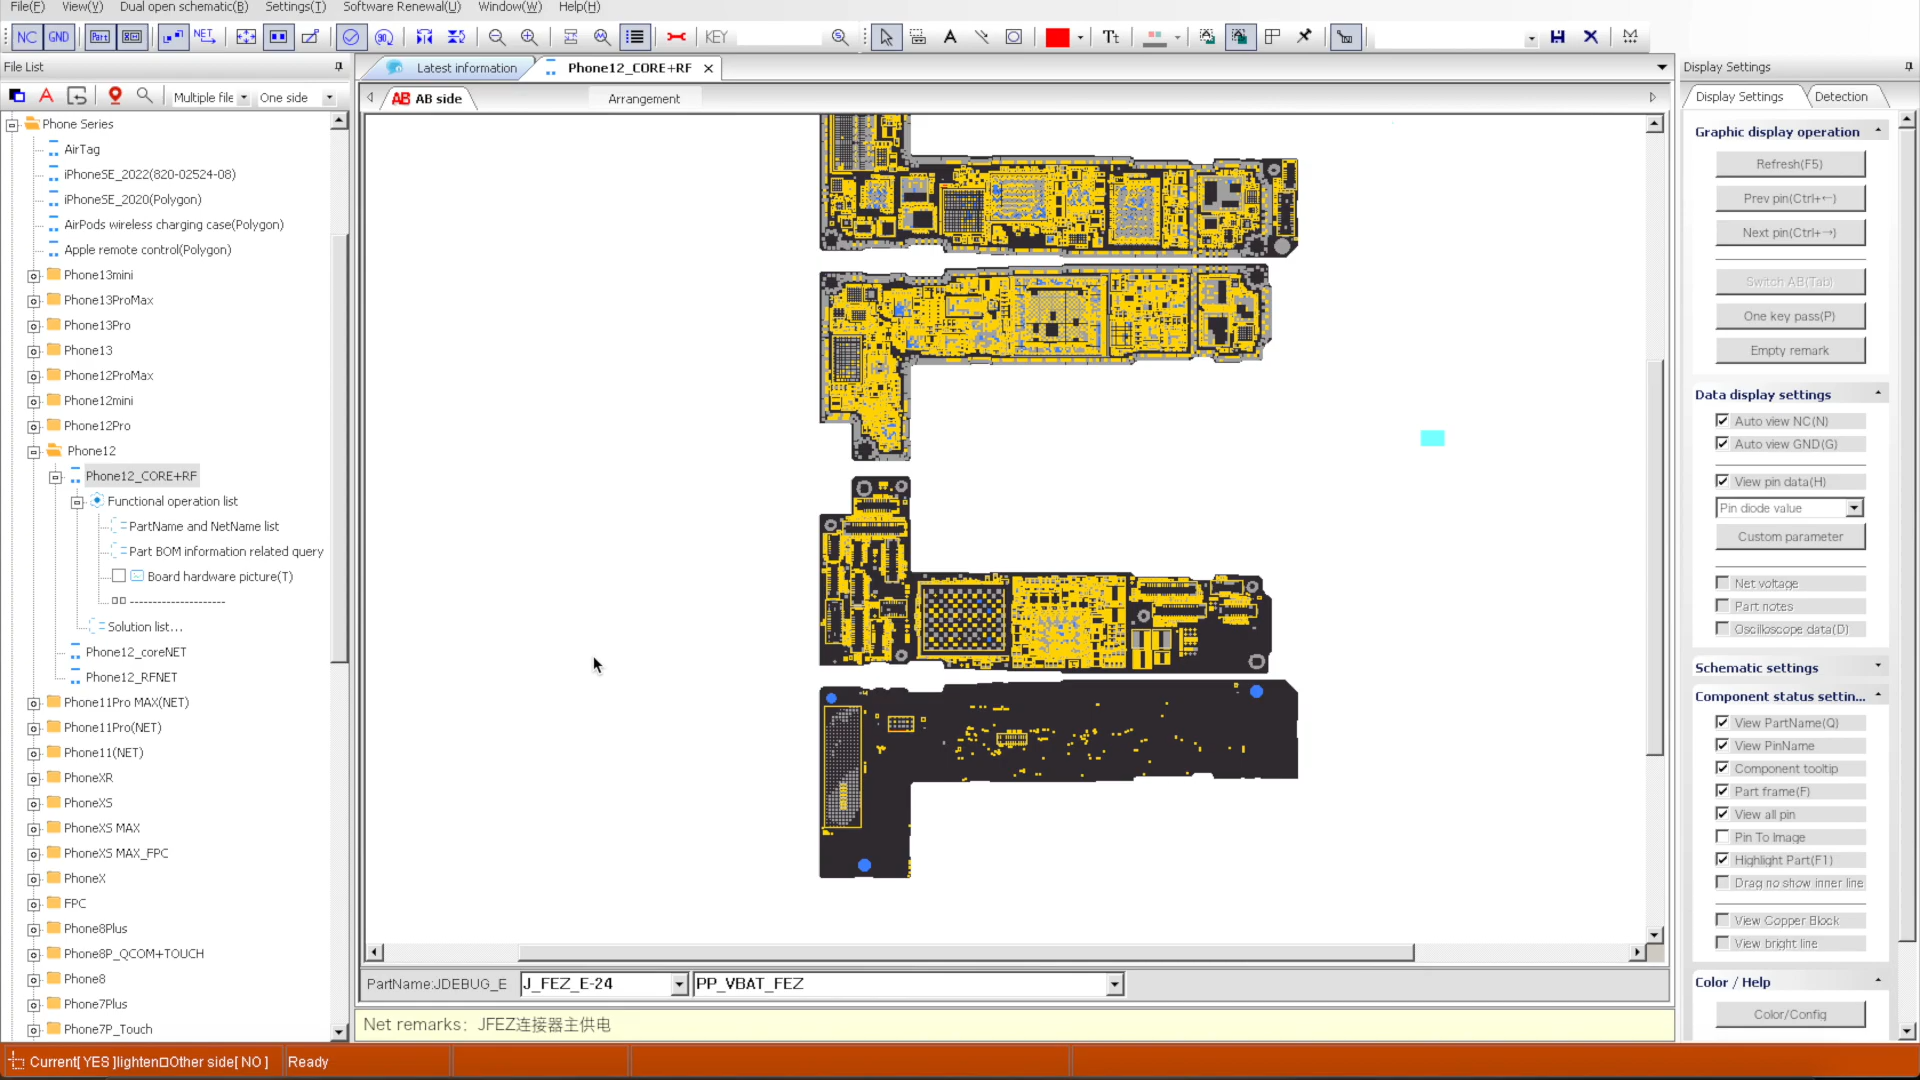 File(F) View(V) Dual open schematic(B) Settings(T) Software Renewal(U) Window(W) Help(H)
NC GND Part NET KEY A Tt
File List
Latest information Phone12_CORE+RF
Display Settings
Multiple file One side
AB AB side Arrangement
Display Settings Detection
Phone Series
AirTag
iPhoneSE_2022(820-02524-08)
iPhoneSE_2020(Polygon)
AirPods wireless charging case(Polygon)
Apple remote control(Polygon)
Phone13mini
Phone13ProMax
Phone13Pro
Phone13
Phone12ProMax
Phone12mini
Phone12Pro
Phone12
Phone12_CORE+RF
Functional operation list
PartName and NetName list
Part BOM information related query
Board hardware picture(T)
----------------------
Solution list...
Phone12_coreNET
Phone12_RFNET
Phone11Pro MAX(NET)
Phone11Pro(NET)
Phone11(NET)
PhoneXR
PhoneXS
PhoneXS MAX
PhoneXS MAX_FPC
PhoneX
FPC
Phone8Plus
Phone8P_QCOM+TOUCH
Phone8
Phone7Plus
Phone7P_Touch
Graphic display operation
Refresh(F5)
Prev pin(Ctrl+←)
Next pin(Ctrl+→)
Switch AB(Tab)
One key pass(P)
Empty remark
Data display settings
Auto view NC(N)
Auto view GND(G)
View pin data(H)
Pin diode value
Custom parameter
Net voltage
Part notes
Oscilloscope data(D)
Schematic settings
Component status settin...
View PartName(Q)
View PinName
Component tooltip
Part frame(F)
View all pin
Pin To Image
Highlight Part(F1)
Drag no show inner line
View Copper Block
View bright line
Color / Help
Color/Config
PartName:JDEBUG_E J_FEZ_E-24 PP_VBAT_FEZ
Net remarks: JFEZ连接器主供电
Current[ YES ]lighten□Other side[ NO ] Ready